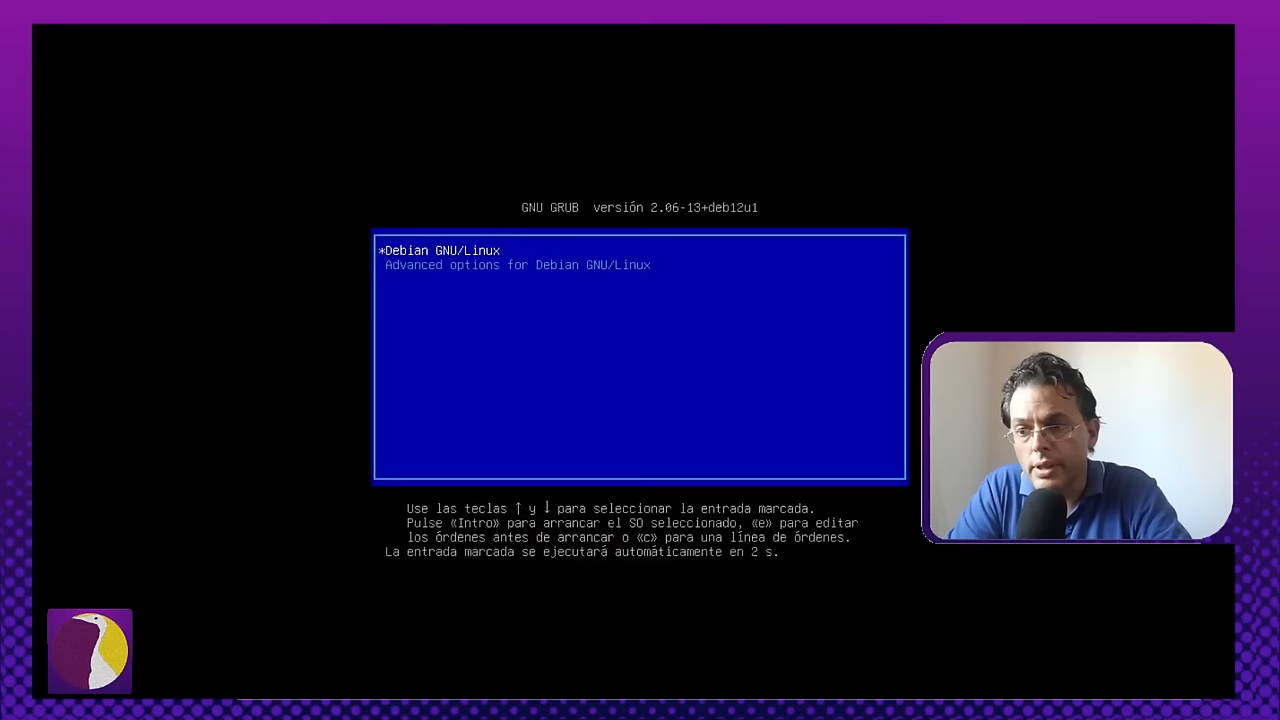 GNU GRUB  versión 2.06-13+deb12u1
*Debian GNU/Linux
Advanced options for Debian GNU/Linux
Use las teclas ↑ y ↓ para seleccionar la entrada marcada.
Pulse «Intro» para arrancar el SO seleccionado, «e» para editar
los órdenes antes de arrancar o «c» para una línea de órdenes.
La entrada marcada se ejecutará automáticamente en 2 s.